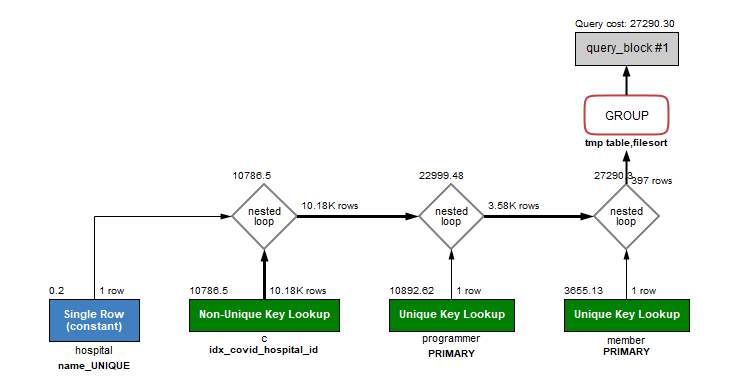 Query cost: 27290.30
query_block #1
GROUP
tmp table,filesort
10786.5
22999.48
27290.3
397 rows
nested
loop
10.18K rows
nested
loop
3.58K rows
nested
loop
0.2
1 row
10786.5
10.18K rows
10892.62
1 row
3655.13
1 row
Single Row
(constant)
Non-Unique Key Lookup
Unique Key Lookup
Unique Key Lookup
hospital
name_UNIQUE
c
idx_covid_hospital_id
programmer
PRIMARY
member
PRIMARY